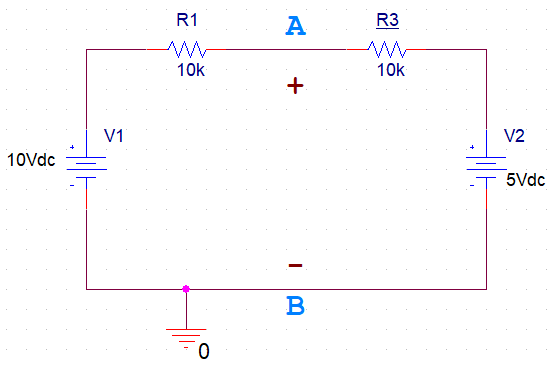 R1 A R3
10k 10k
+
V1 V2
10Vdc
5Vdc
+ +
- -
-
B
0